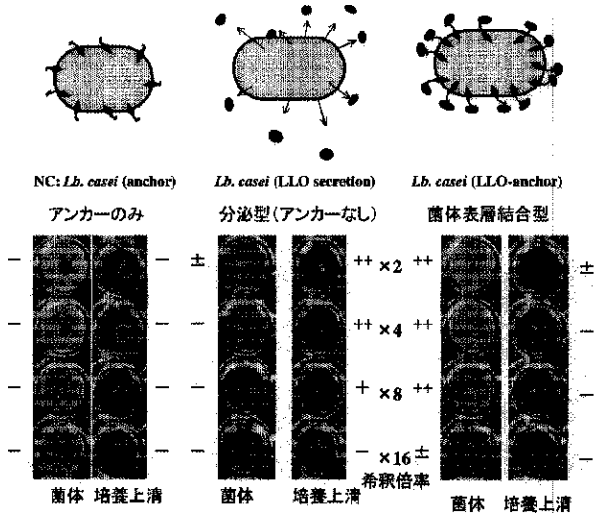 NC: Lb. casei (anchor)
Lb. casei (LLO secretion)
Lb. casei (LLO-anchor)
アンカーのみ
分泌型(アンカーなし)
菌体表層結合型
− − ± ++ ×2 ++ ±
− − − ++ ×4 ++ −
− − − + ×8 ++ −
− − − − ×16 ± −
希釈倍率
菌体 培養上清
菌体 培養上清
菌体 培養上清